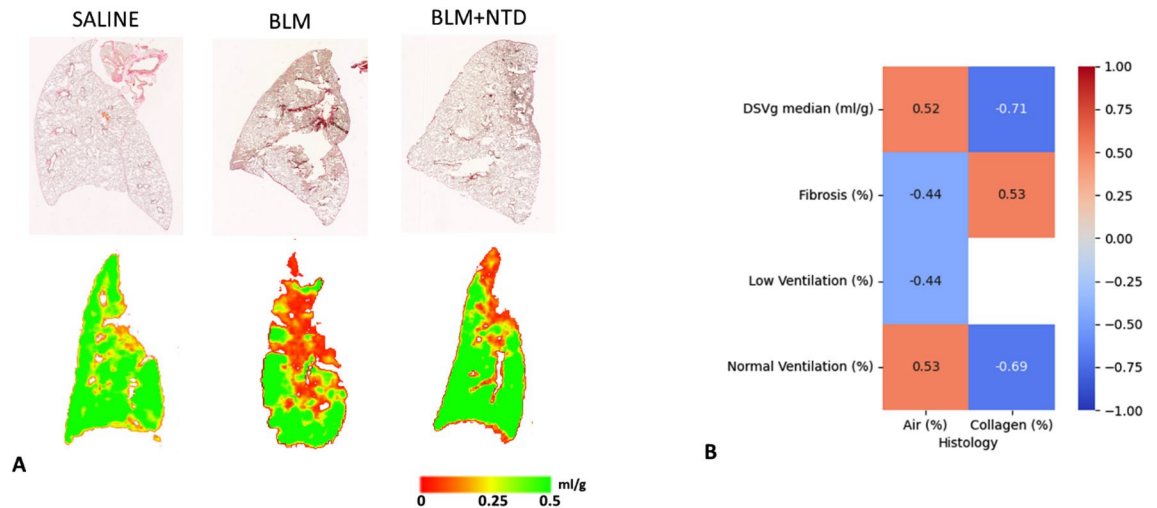 SALINE
BLM
BLM+NTD
A
ml/g
0
0.25
0.5
DSVg median (ml/g)
0.52
-0.71
Fibrosis (%)
-0.44
0.53
Low Ventilation (%)
-0.44
Normal Ventilation (%)
0.53
-0.69
Air (%)
Collagen (%)
Histology
1.00
0.75
0.50
0.25
0.00
-0.25
-0.50
-0.75
-1.00
B